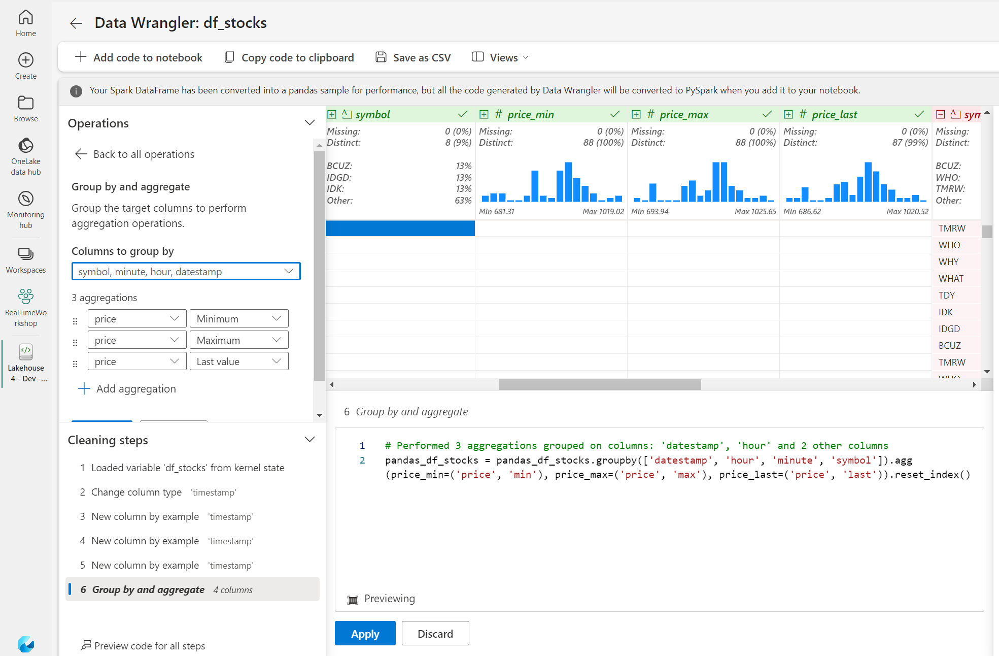 Home
Create
Browse
OneLake
data hub
Monitoring
hub
Workspaces
RealTimeWo
rkshop
Lakehouse
4 - Dev -...
Data Wrangler: df_stocks
Add code to notebook
Copy code to clipboard
Save as CSV
Views
Your Spark DataFrame has been converted into a pandas sample for performance, but all the code generated by Data Wrangler will be converted to PySpark when you add it to your notebook.
Operations
Back to all operations
Group by and aggregate
Group the target columns to perform
aggregation operations.
Columns to group by
symbol, minute, hour, datestamp
3 aggregations
price Minimum
price Maximum
price Last value
Add aggregation
Cleaning steps
1 Loaded variable 'df_stocks' from kernel state
2 Change column type 'timestamp'
3 New column by example 'timestamp'
4 New column by example 'timestamp'
5 New column by example 'timestamp'
6 Group by and aggregate 4 columns
Preview code for all steps
symbol
Missing: 0 (0%)
Distinct: 8 (9%)
BCUZ: 13%
IDGD: 13%
IDK: 13%
Other: 63%
# price_min
Missing: 0 (0%)
Distinct: 88 (100%)
Min 681.31 Max 1019.02
# price_max
Missing: 0 (0%)
Distinct: 88 (100%)
Min 693.94 Max 1025.65
# price_last
Missing: 0 (0%)
Distinct: 87 (99%)
Min 686.62 Max 1020.52
sym
Missing:
Distinct:
BCUZ:
WHO:
TMRW:
Other:
TMRW
WHO
WHY
WHAT
TDY
IDK
IDGD
BCUZ
TMRW
WHO
6 Group by and aggregate
1 # Performed 3 aggregations grouped on columns: 'datestamp', 'hour' and 2 other columns
2 pandas_df_stocks = pandas_df_stocks.groupby(['datestamp', 'hour', 'minute', 'symbol']).agg
(price_min=('price', 'min'), price_max=('price', 'max'), price_last=('price', 'last')).reset_index()
Previewing
Apply
Discard